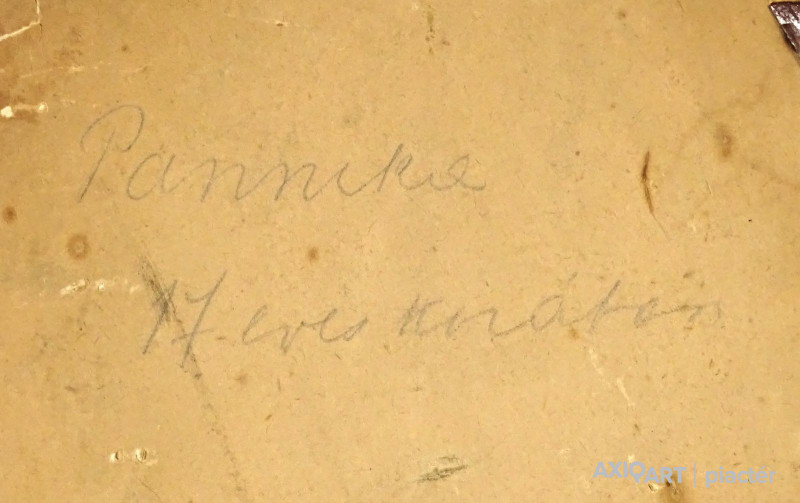 Pannika
17 éves korában
AXIOART | piactér